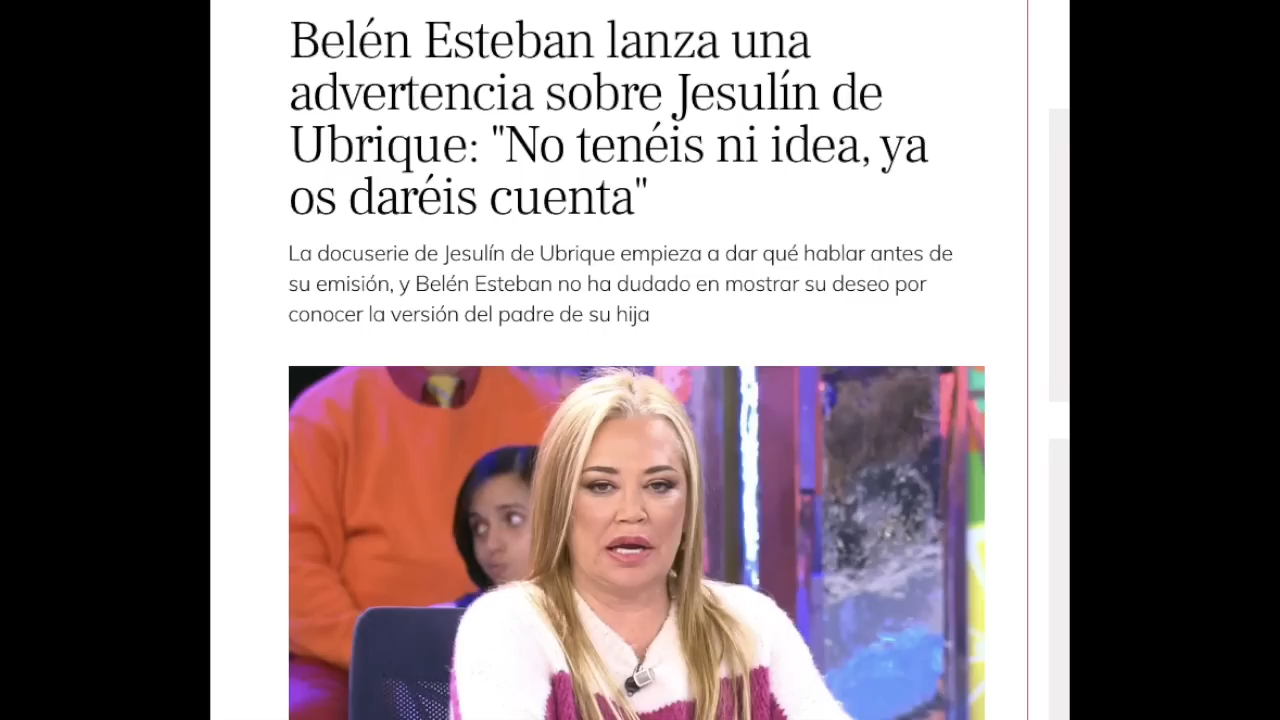 Belén Esteban lanza una
advertencia sobre Jesulín de
Ubrique: "No tenéis ni idea, ya
os daréis cuenta"
La docuserie de Jesulín de Ubrique empieza a dar qué hablar antes de
su emisión, y Belén Esteban no ha dudado en mostrar su deseo por
conocer la versión del padre de su hija